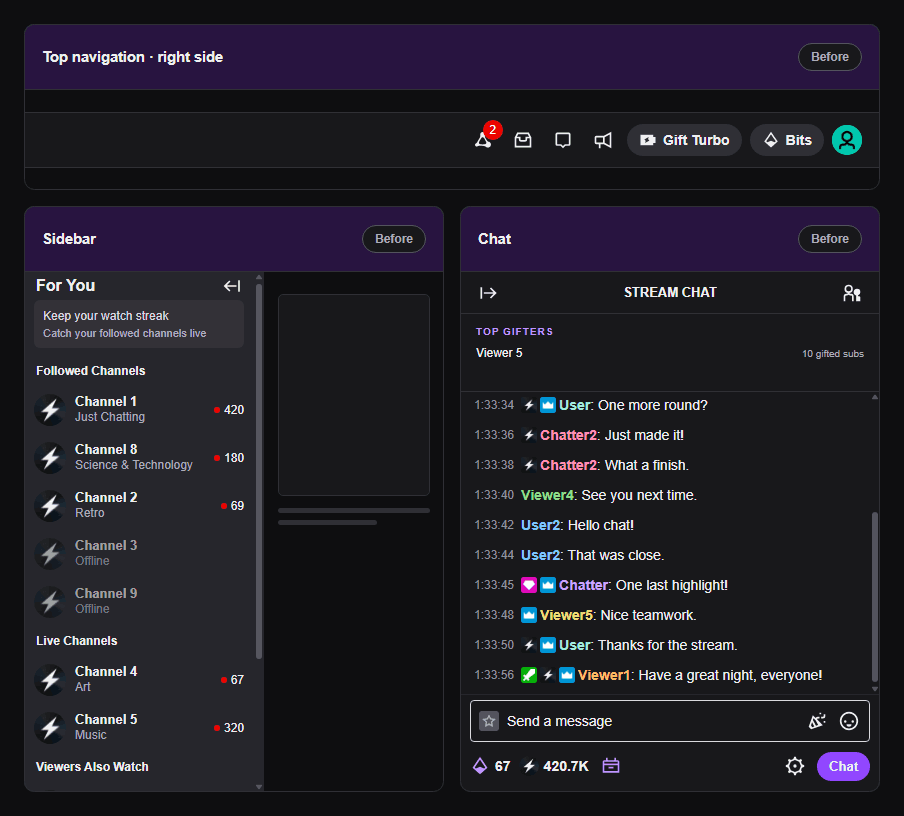 Top navigation · right side
Before
2
Gift Turbo
Bits
Sidebar
Before
For You
Keep your watch streak
Catch your followed channels live
Followed Channels
Channel 1
Just Chatting
420
Channel 8
Science & Technology
180
Channel 2
Retro
69
Channel 3
Offline
Channel 9
Offline
Live Channels
Channel 4
Art
67
Channel 5
Music
320
Viewers Also Watch
Chat
Before
STREAM CHAT
TOP GIFTERS
Viewer 5
10 gifted subs
1:33:34 User: One more round?
1:33:36 Chatter2: Just made it!
1:33:38 Chatter2: What a finish.
1:33:40 Viewer4: See you next time.
1:33:42 User2: Hello chat!
1:33:44 User2: That was close.
1:33:45 Chatter: One last highlight!
1:33:48 Viewer5: Nice teamwork.
1:33:50 User: Thanks for the stream.
1:33:56 Viewer1: Have a great night, everyone!
Send a message
67
420.7K
Chat